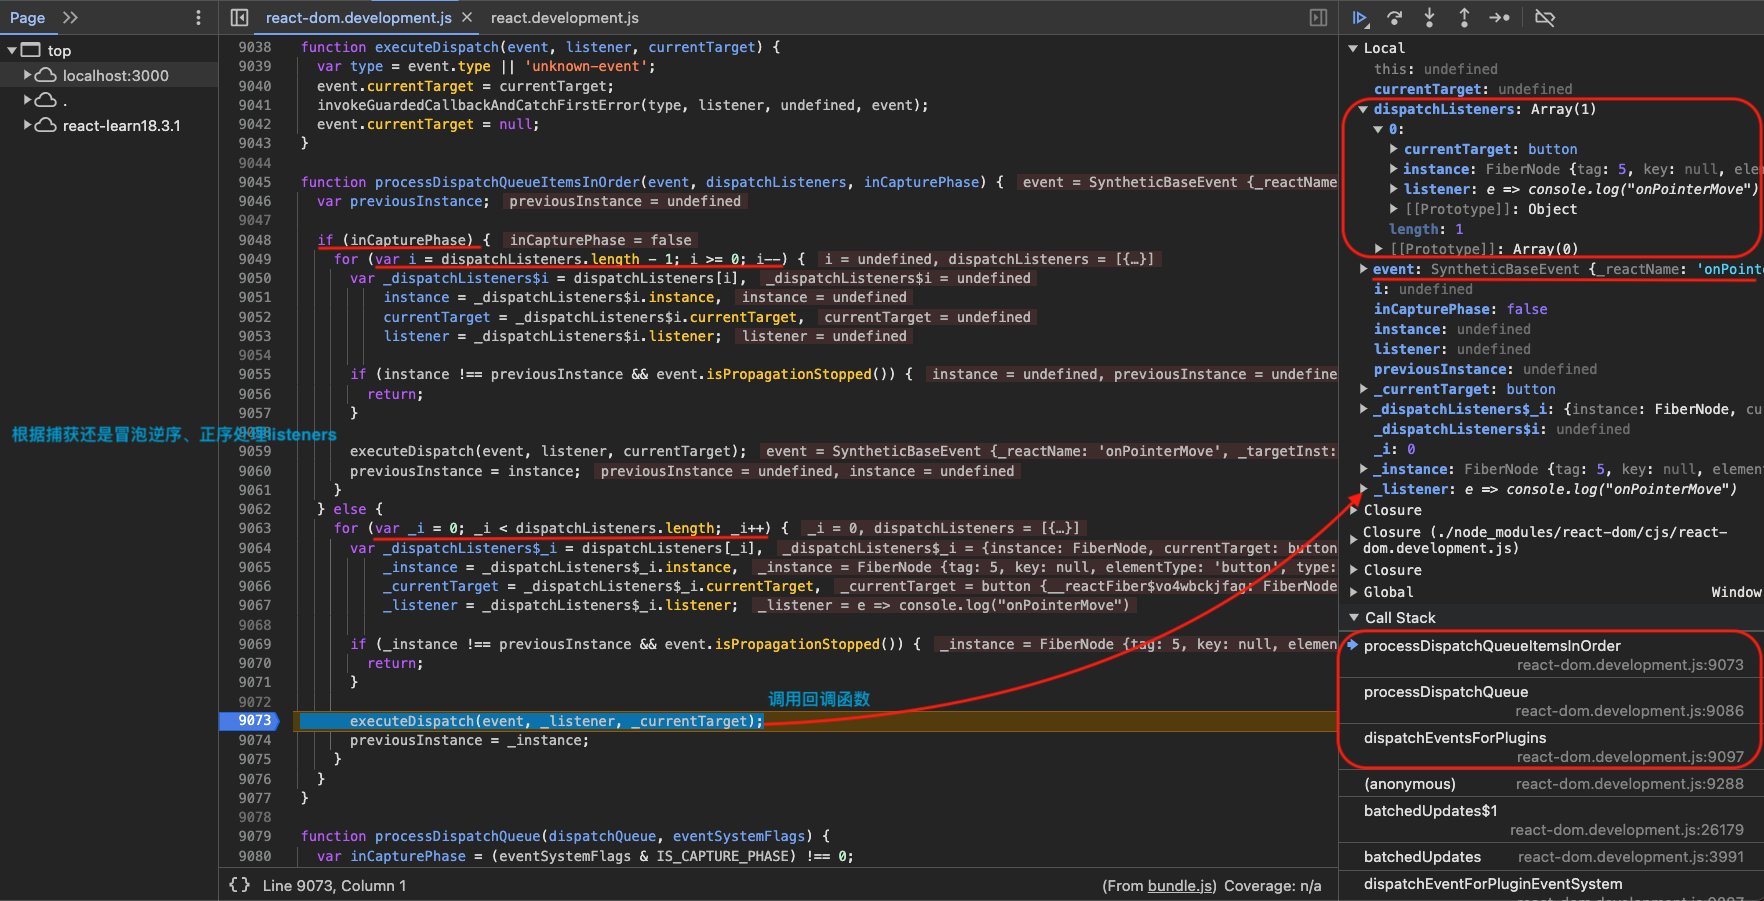 Page
top
localhost:3000
.
react-learn18.3.1
根据捕获还是冒泡逆序、正序处理listeners
react-dom.development.js
react.development.js
9038 function executeDispatch(event, listener, currentTarget) {
9039 var type = event.type || 'unknown-event';
9040 event.currentTarget = currentTarget;
9041 invokeGuardedCallbackAndCatchFirstError(type, listener, undefined, event);
9042 event.currentTarget = null;
9043 }
9044
9045 function processDispatchQueueItemsInOrder(event, dispatchListeners, inCapturePhase) { event = SyntheticBaseEvent {_reactName
9046 var previousInstance; previousInstance = undefined
9047
9048 if (inCapturePhase) { inCapturePhase = false
9049 for (var i = dispatchListeners.length - 1; i >= 0; i--) { i = undefined, dispatchListeners = [{…}]
9050 var _dispatchListeners$i = dispatchListeners[i], _dispatchListeners$i = undefined
9051 instance = _dispatchListeners$i.instance, instance = undefined
9052 currentTarget = _dispatchListeners$i.currentTarget, currentTarget = undefined
9053 listener = _dispatchListeners$i.listener; listener = undefined
9054
9055 if (instance !== previousInstance && event.isPropagationStopped()) { instance = undefined, previousInstance = undefine
9056 return;
9057 }
9059 executeDispatch(event, listener, currentTarget); event = SyntheticBaseEvent {_reactName: 'onPointerMove', _targetInst:
9060 previousInstance = instance; previousInstance = undefined, instance = undefined
9061 }
9062 } else {
9063 for (var _i = 0; _i < dispatchListeners.length; _i++) { _i = 0, dispatchListeners = [{…}]
9064 var _dispatchListeners$_i = dispatchListeners[_i], _dispatchListeners$_i = {instance: FiberNode, currentTarget: button
9065 _instance = _dispatchListeners$_i.instance, _instance = FiberNode {tag: 5, key: null, elementType: 'button', type:
9066 _currentTarget = _dispatchListeners$_i.currentTarget, _currentTarget = button {__reactFiber$vo4wbckjfag: FiberNode
9067 _listener = _dispatchListeners$_i.listener; _listener = e => console.log("onPointerMove")
9068
9069 if (_instance !== previousInstance && event.isPropagationStopped()) { _instance = FiberNode {tag: 5, key: null, elemen
9070 return;
9071 }
9072
调用回调函数
9073 executeDispatch(event, _listener, _currentTarget);
9074 previousInstance = _instance;
9075 }
9076 }
9077 }
9078
9079 function processDispatchQueue(dispatchQueue, eventSystemFlags) {
9080 var inCapturePhase = (eventSystemFlags & IS_CAPTURE_PHASE) !== 0;
{} Line 9073, Column 1
(From bundle.js) Coverage: n/a
Local
this: undefined
currentTarget: undefined
dispatchListeners: Array(1)
0:
currentTarget: button
instance: FiberNode {tag: 5, key: null, ele
listener: e => console.log("onPointerMove")
[[Prototype]]: Object
length: 1
[[Prototype]]: Array(0)
event: SyntheticBaseEvent {_reactName: 'onPoint
i: undefined
inCapturePhase: false
instance: undefined
listener: undefined
previousInstance: undefined
_currentTarget: button
_dispatchListeners$_i: {instance: FiberNode, cu
_dispatchListeners$i: undefined
_i: 0
_instance: FiberNode {tag: 5, key: null, element
_listener: e => console.log("onPointerMove")
Closure
Closure (./node_modules/react-dom/cjs/react-
dom.development.js)
Closure
Global Window
Call Stack
processDispatchQueueItemsInOrder
react-dom.development.js:9073
processDispatchQueue
react-dom.development.js:9086
dispatchEventsForPlugins
react-dom.development.js:9097
(anonymous) react-dom.development.js:9288
batchedUpdates$1
react-dom.development.js:26179
batchedUpdates react-dom.development.js:3991
dispatchEventForPluginEventSystem